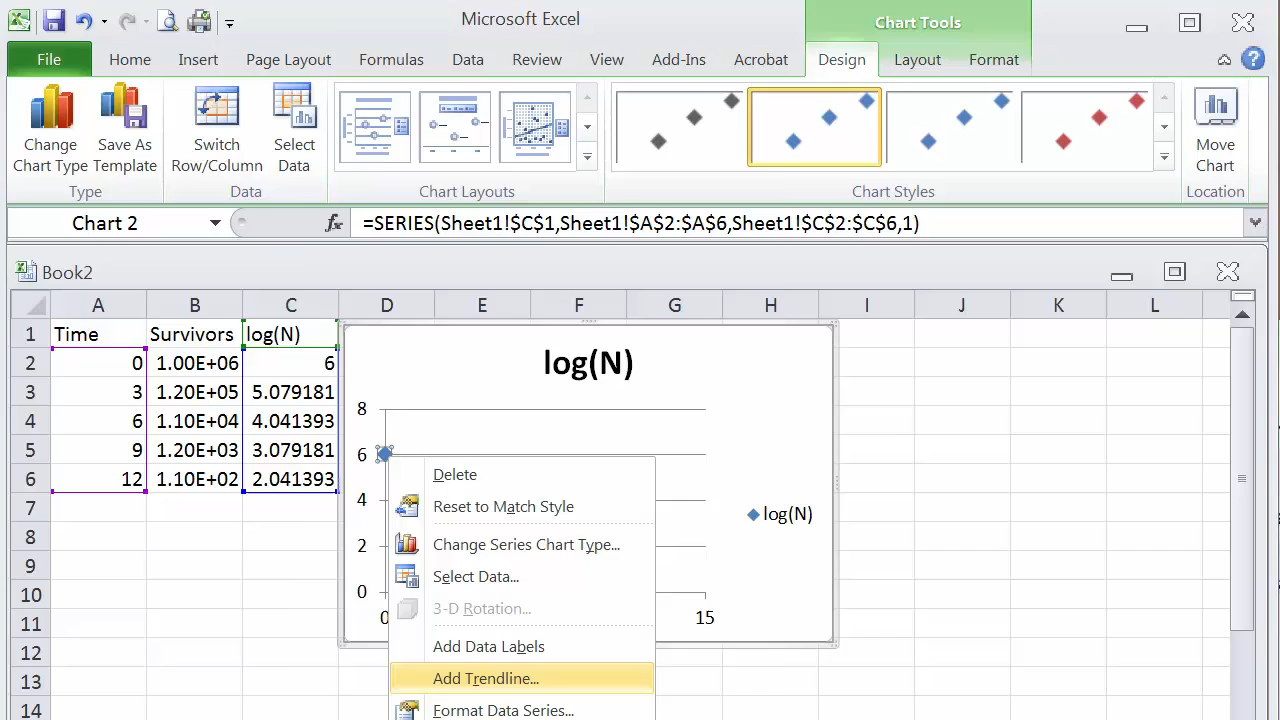 Microsoft Excel
Chart Tools
File Home Insert Page Layout Formulas Data Review View Add-Ins Acrobat Design Layout Format
Change Chart Type
Save As Template
Switch Row/Column
Select Data
Move Chart
Type Data Chart Layouts Chart Styles Location
Chart 2 fx =SERIES(Sheet1!$C$1,Sheet1!$A$2:$A$6,Sheet1!$C$2:$C$6,1)
Book2
A B C D E F G H I J K L
1 Time Survivors log(N)
2 0 1.00E+06 6
3 3 1.20E+05 5.079181
4 6 1.10E+04 4.041393
5 9 1.20E+03 3.079181
6 12 1.10E+02 2.041393
7
8
9
10
11
12
13
14
log(N)
8
6
4
2
0
0 15
log(N)
Delete
Reset to Match Style
Change Series Chart Type...
Select Data...
3-D Rotation...
Add Data Labels
Add Trendline...
Format Data Series...